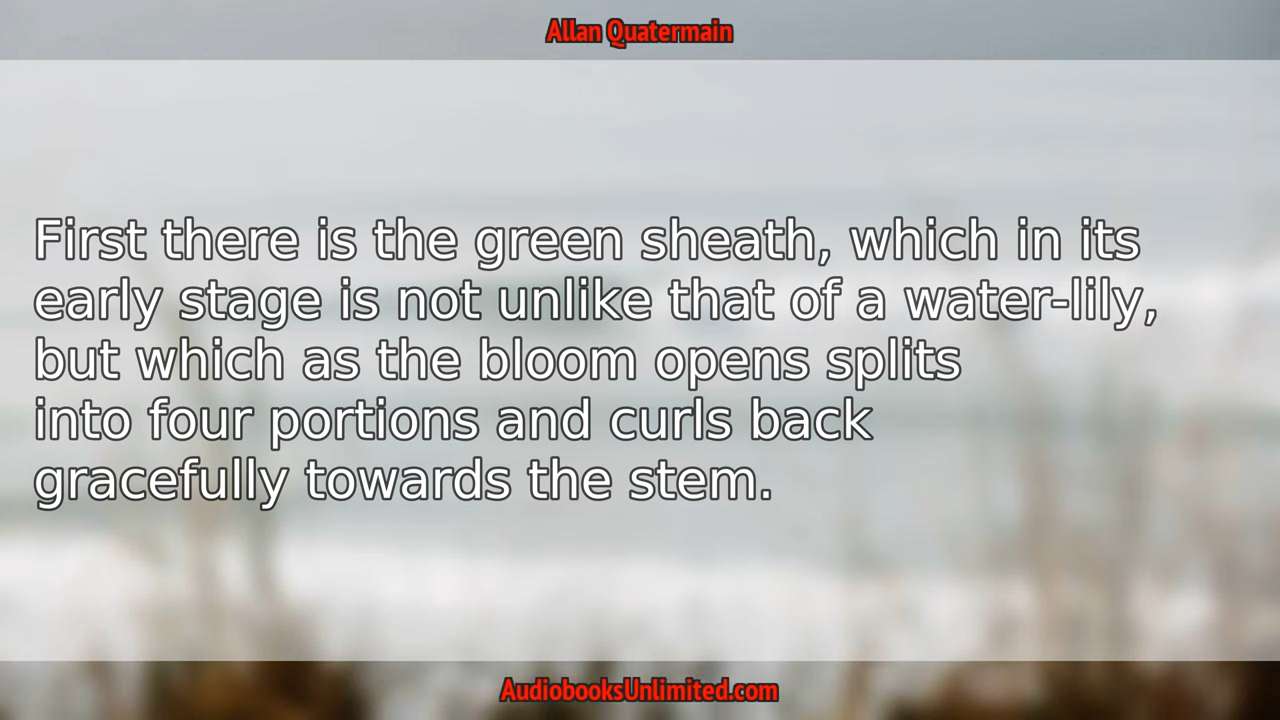 Allan Quatermain
First there is the green sheath, which in its
early stage is not unlike that of a water-lily,
but which as the bloom opens splits
into four portions and curls back
gracefully towards the stem.
AudiobooksUnlimited.com